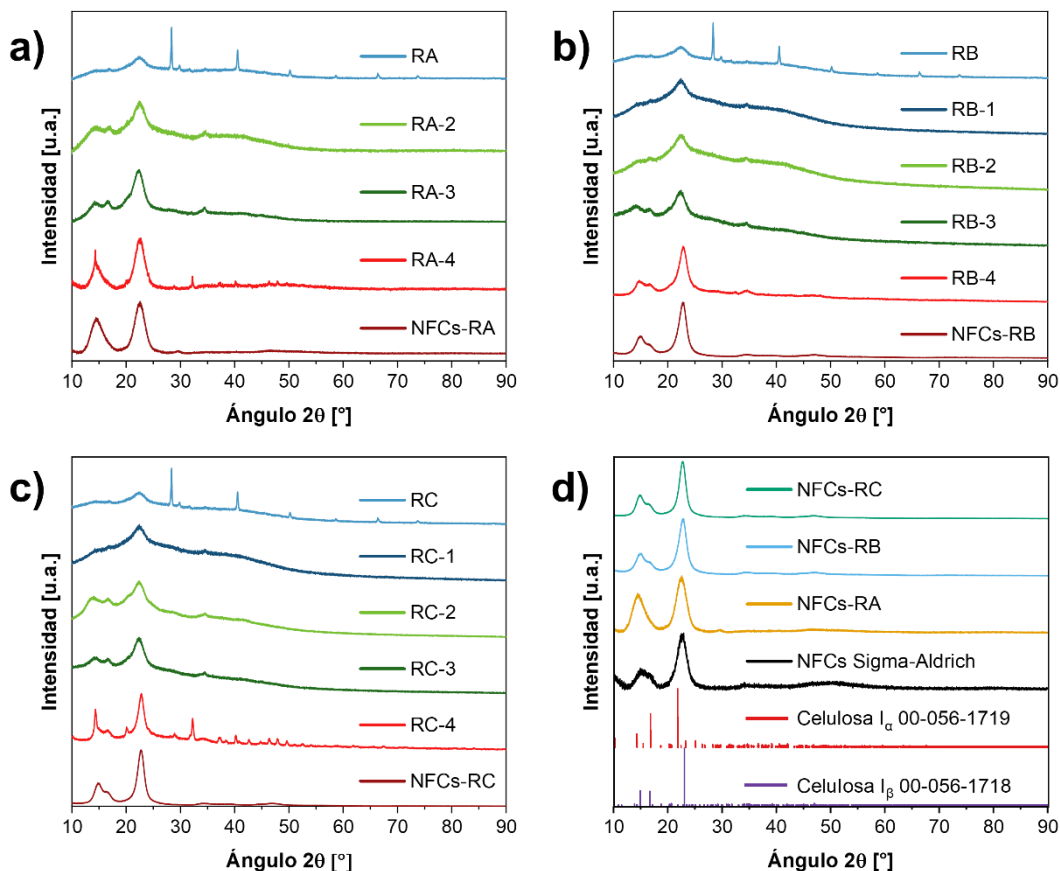 a)
Intensidad [u.a.]
RA
RA-2
RA-3
RA-4
NFCs-RA
10 20 30 40 50 60 70 80 90
Ángulo 2θ [°]
b)
Intensidad [u.a.]
RB
RB-1
RB-2
RB-3
RB-4
NFCs-RB
10 20 30 40 50 60 70 80 90
Ángulo 2θ [°]
c)
Intensidad [u.a.]
RC
RC-1
RC-2
RC-3
RC-4
NFCs-RC
10 20 30 40 50 60 70 80 90
Ángulo 2θ [°]
d)
Intensidad [u.a.]
NFCs-RC
NFCs-RB
NFCs-RA
NFCs Sigma-Aldrich
Celulosa Iα 00-056-1719
Celulosa Iβ 00-056-1718
10 20 30 40 50 60 70 80 90
Ángulo 2θ [°]